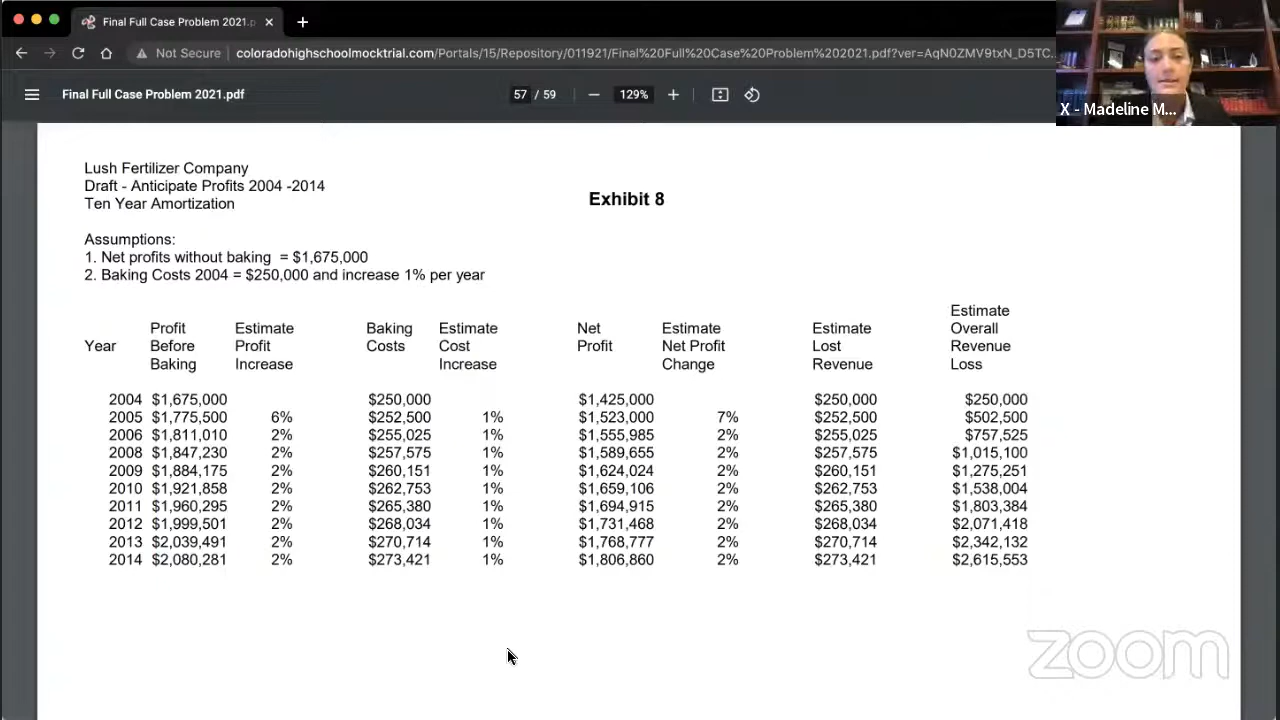 Final Full Case Problem 2021.p
Not Secure coloradohighschoolmocktrial.com/Portals/15/Repository/011921/Final%20Full%20Case%20Problem%202021.pdf?ver=AqN0ZMV9txN_D5TC...
Final Full Case Problem 2021.pdf 57 / 59 129%
X - Madeline M...
Lush Fertilizer Company
Draft - Anticipate Profits 2004 -2014
Ten Year Amortization
Exhibit 8
Assumptions:
1. Net profits without baking = $1,675,000
2. Baking Costs 2004 = $250,000 and increase 1% per year
Estimate
Profit Estimate Baking Estimate Net Estimate Estimate Overall
Year Before Profit Costs Cost Profit Net Profit Lost Revenue
Baking Increase Increase Change Revenue Loss
2004 $1,675,000 $250,000 $1,425,000 $250,000 $250,000
2005 $1,775,500 6% $252,500 1% $1,523,000 7% $252,500 $502,500
2006 $1,811,010 2% $255,025 1% $1,555,985 2% $255,025 $757,525
2008 $1,847,230 2% $257,575 1% $1,589,655 2% $257,575 $1,015,100
2009 $1,884,175 2% $260,151 1% $1,624,024 2% $260,151 $1,275,251
2010 $1,921,858 2% $262,753 1% $1,659,106 2% $262,753 $1,538,004
2011 $1,960,295 2% $265,380 1% $1,694,915 2% $265,380 $1,803,384
2012 $1,999,501 2% $268,034 1% $1,731,468 2% $268,034 $2,071,418
2013 $2,039,491 2% $270,714 1% $1,768,777 2% $270,714 $2,342,132
2014 $2,080,281 2% $273,421 1% $1,806,860 2% $273,421 $2,615,553
zoom